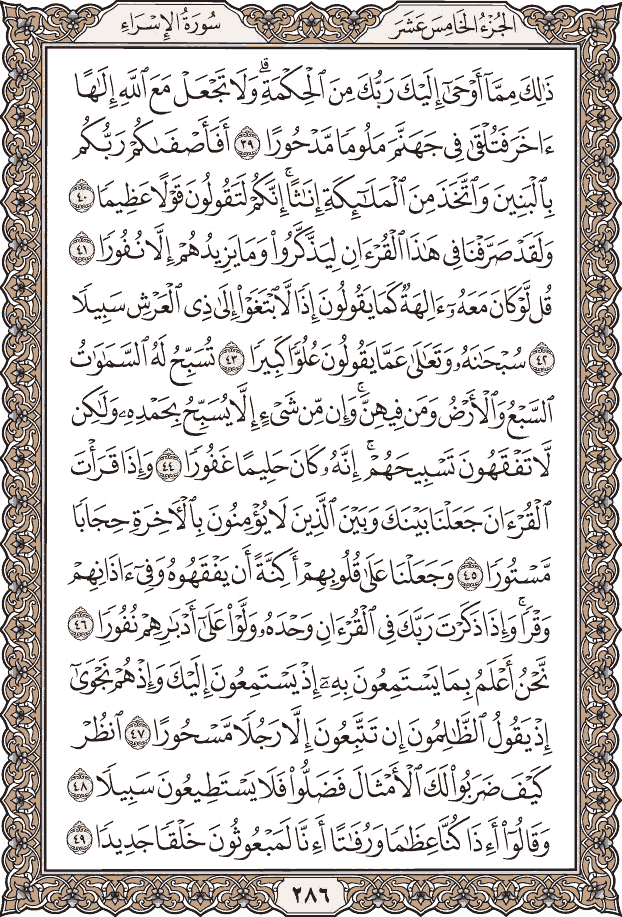 الجُزْءُ الخَامِسَ عَشَرَ
سُورَةُ الإِسْرَاءِ
ذَٰلِكَ مِمَّآ أَوْحَىٰٓ إِلَيْكَ رَبُّكَ مِنَ ٱلْحِكْمَةِۗ وَلَا تَجْعَلْ مَعَ ٱللَّهِ إِلَٰهًا
ءَاخَرَ فَتُلْقَىٰ فِى جَهَنَّمَ مَلُومًا مَّدْحُورًا ٣٩ أَفَأَصْفَىٰكُمْ رَبُّكُم
بِٱلْبَنِينَ وَٱتَّخَذَ مِنَ ٱلْمَلَٰٓئِكَةِ إِنَٰثًاۚ إِنَّكُمْ لَتَقُولُونَ قَوْلًا عَظِيمًا ٤٠
وَلَقَدْ صَرَّفْنَا فِى هَٰذَا ٱلْقُرْءَانِ لِيَذَّكَّرُوا۟ وَمَا يَزِيدُهُمْ إِلَّا نُفُورًا ٤١
قُل لَّوْ كَانَ مَعَهُۥٓ ءَالِهَةٌ كَمَا يَقُولُونَ إِذًا لَّٱبْتَغَوْا۟ إِلَىٰ ذِى ٱلْعَرْشِ سَبِيلًا
٤٢ سُبْحَٰنَهُۥ وَتَعَٰلَىٰ عَمَّا يَقُولُونَ عُلُوًّا كَبِيرًا ٤٣ تُسَبِّحُ لَهُ ٱلسَّمَٰوَٰتُ
ٱلسَّبْعُ وَٱلْأَرْضُ وَمَن فِيهِنَّۚ وَإِن مِّن شَىْءٍ إِلَّا يُسَبِّحُ بِحَمْدِهِۦ وَلَٰكِن
لَّا تَفْقَهُونَ تَسْبِيحَهُمْۚ إِنَّهُۥ كَانَ حَلِيمًا غَفُورًا ٤٤ وَإِذَا قَرَأْتَ
ٱلْقُرْءَانَ جَعَلْنَا بَيْنَكَ وَبَيْنَ ٱلَّذِينَ لَا يُؤْمِنُونَ بِٱلْأَخِرَةِ حِجَابًا
مَّسْتُورًا ٤٥ وَجَعَلْنَا عَلَىٰ قُلُوبِهِمْ أَكِنَّةً أَن يَفْقَهُوهُ وَفِىٓ ءَاذَانِهِمْ
وَقْرًاۚ وَإِذَا ذَكَرْتَ رَبَّكَ فِى ٱلْقُرْءَانِ وَحْدَهُۥ وَلَّوْا۟ عَلَىٰٓ أَدْبَٰرِهِمْ نُفُورًا ٤٦
نَّحْنُ أَعْلَمُ بِمَا يَسْتَمِعُونَ بِهِۦٓ إِذْ يَسْتَمِعُونَ إِلَيْكَ وَإِذْ هُمْ نَجْوَىٰٓ
إِذْ يَقُولُ ٱلظَّٰلِمُونَ إِن تَتَّبِعُونَ إِلَّا رَجُلًا مَّسْحُورًا ٤٧ ٱنظُرْ
كَيْفَ ضَرَبُوا۟ لَكَ ٱلْأَمْثَالَ فَضَلُّوا۟ فَلَا يَسْتَطِيعُونَ سَبِيلًا ٤٨
وَقَالُوٓا۟ أَءِذَا كُنَّا عِظَٰمًا وَرُفَٰتًا أَءِنَّا لَمَبْعُوثُونَ خَلْقًا جَدِيدًا ٤٩
٢٨٦